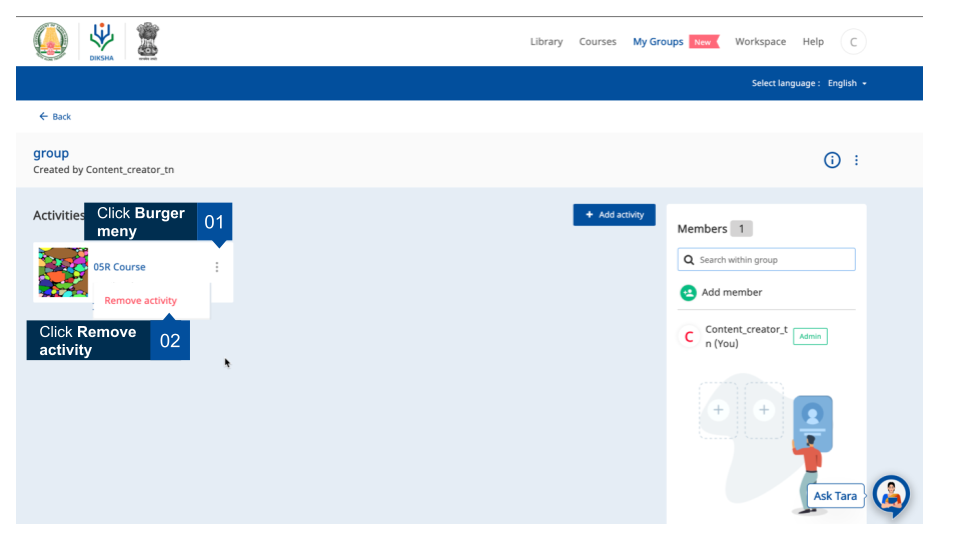 Library Courses My Groups New Workspace Help C
DIKSHA
Select language : English
Back
group
Created by Content_creator_tn
Activities
Click Burger
meny
01
+ Add activity
Members 1
Search within group
05R Course
Remove activity
Add member
Click Remove
activity
02
C Content_creator_t
n (You)
Admin
Ask Tara